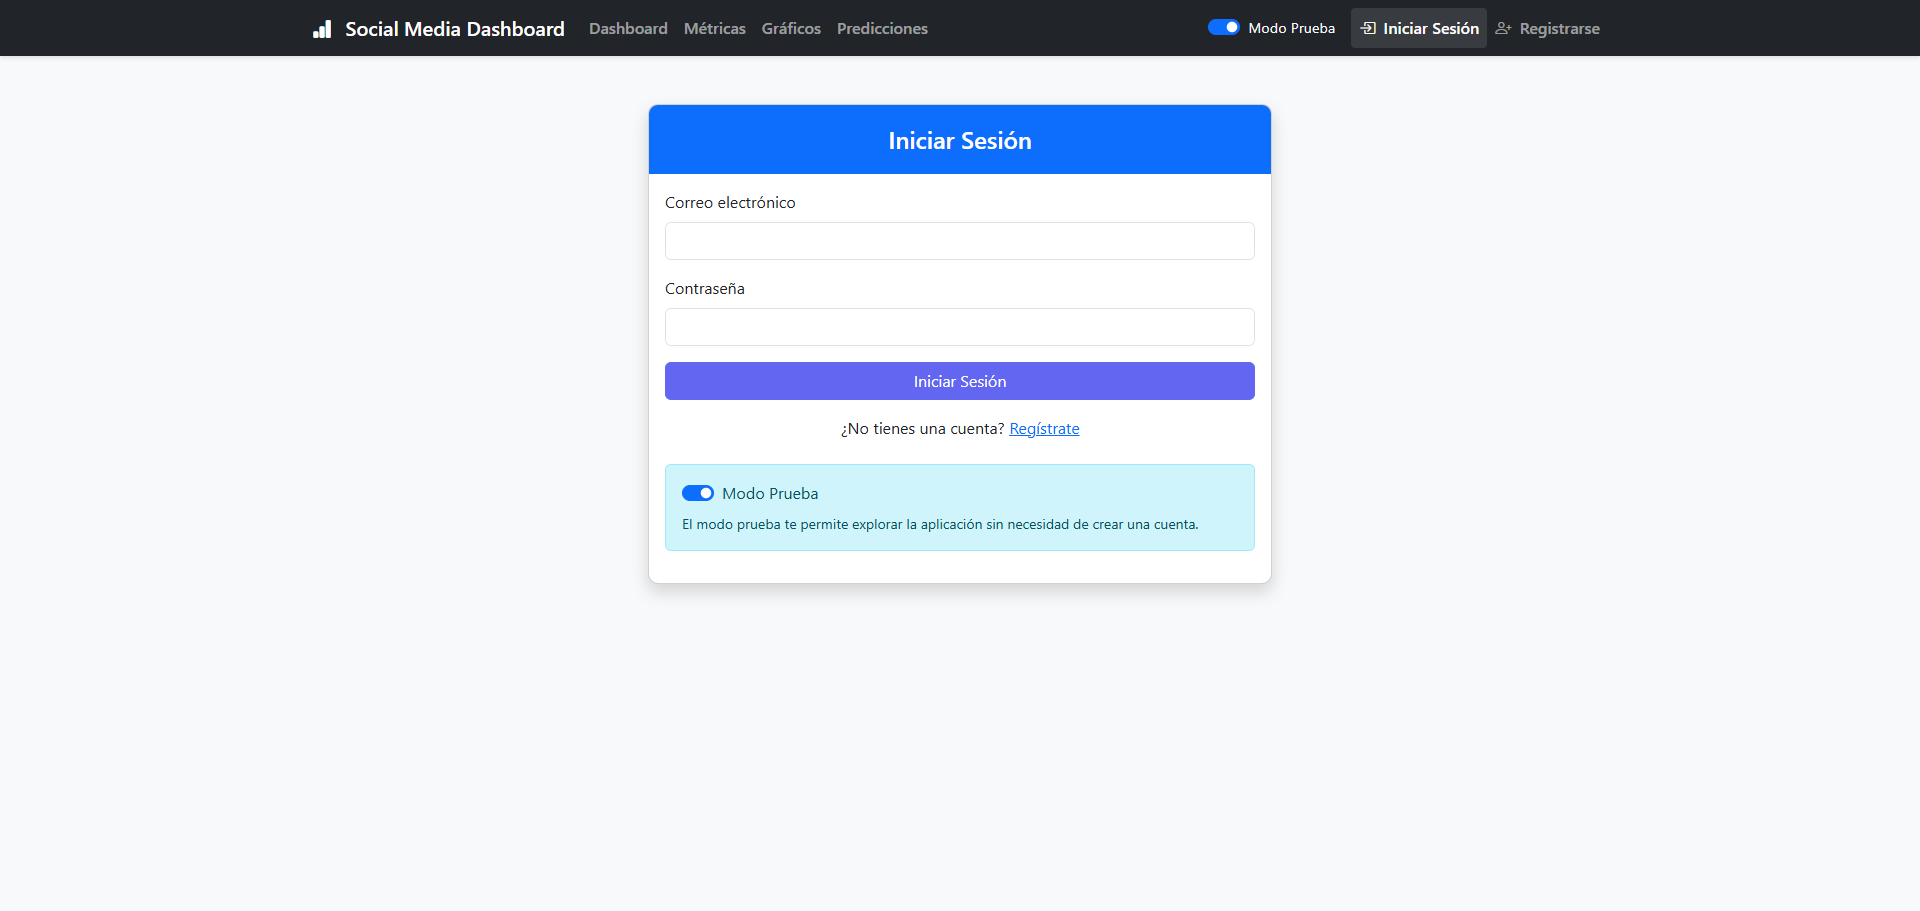 Social Media Dashboard Dashboard Métricas Gráficos Predicciones Modo Prueba Iniciar Sesión Registrarse
Iniciar Sesión
Correo electrónico
Contraseña
Iniciar Sesión
¿No tienes una cuenta? Regístrate
Modo Prueba
El modo prueba te permite explorar la aplicación sin necesidad de crear una cuenta.